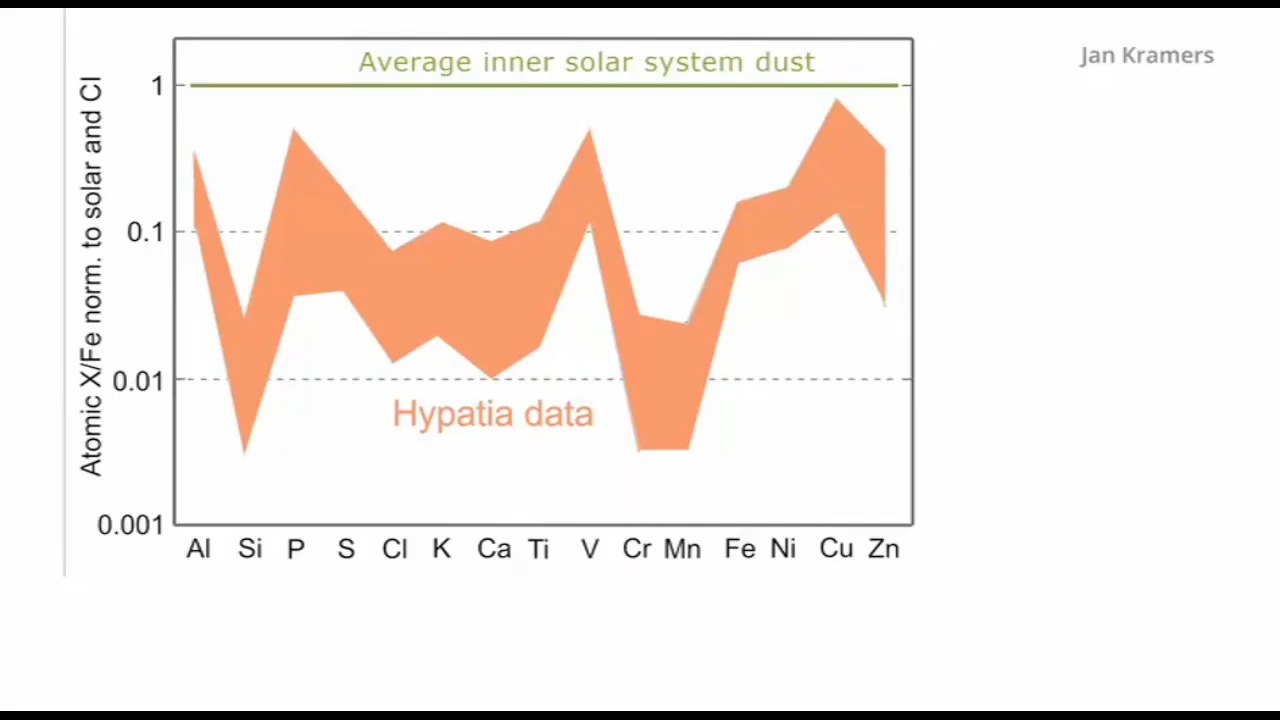 Average inner solar system dust
Jan Kramers
Atomic X/Fe norm. to solar and CI
1
0.1
0.01
0.001
Hypatia data
Al Si P S Cl K Ca Ti V Cr Mn Fe Ni Cu Zn